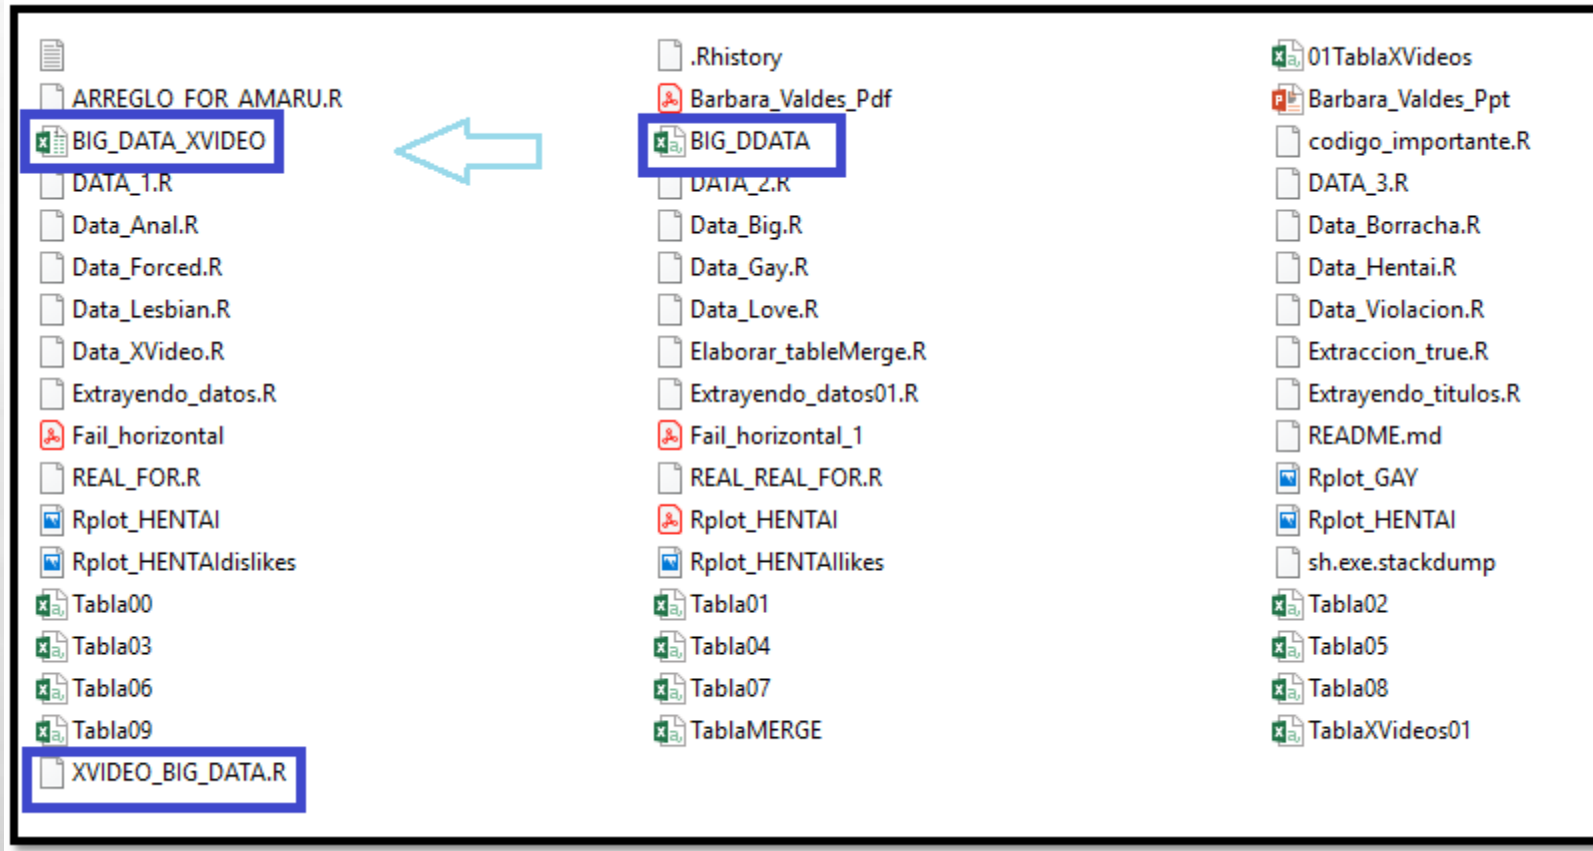 .Rhistory 01TablaXVideos
ARREGLO_FOR_AMARU.R Barbara_Valdes_Pdf Barbara_Valdes_Ppt
BIG_DATA_XVIDEO BIG_DDATA codigo_importante.R
DATA_1.R DATA_2.R DATA_3.R
Data_Anal.R Data_Big.R Data_Borracha.R
Data_Forced.R Data_Gay.R Data_Hentai.R
Data_Lesbian.R Data_Love.R Data_Violacion.R
Data_XVideo.R Elaborar_tableMerge.R Extraccion_true.R
Extrayendo_datos.R Extrayendo_datos01.R Extrayendo_titulos.R
Fail_horizontal Fail_horizontal_1 README.md
REAL_FOR.R REAL_REAL_FOR.R Rplot_GAY
Rplot_HENTAI Rplot_HENTAI Rplot_HENTAI
Rplot_HENTAIdislikes Rplot_HENTAIlikes sh.exe.stackdump
Tabla00 Tabla01 Tabla02
Tabla03 Tabla04 Tabla05
Tabla06 Tabla07 Tabla08
Tabla09 TablaMERGE TablaXVideos01
XVIDEO_BIG_DATA.R